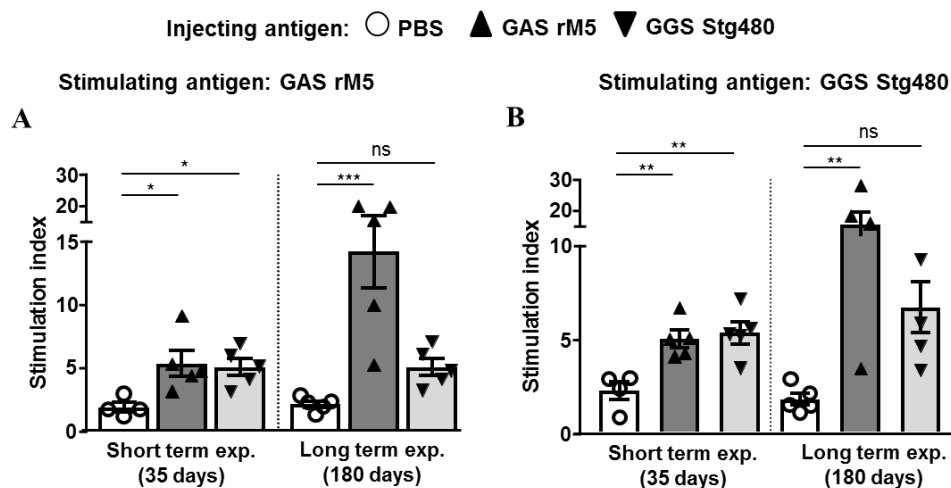 Injecting antigen: PBS GAS rM5 GGS Stg480
Stimulating antigen: GAS rM5
Stimulating antigen: GGS Stg480
A
B
Stimulation index
30
20
15
10
5
0
*
*
ns
***
Short term exp.
(35 days)
Long term exp.
(180 days)
Stimulation index
30
20
10
5
0
**
**
ns
**
Short term exp.
(35 days)
Long term exp.
(180 days)